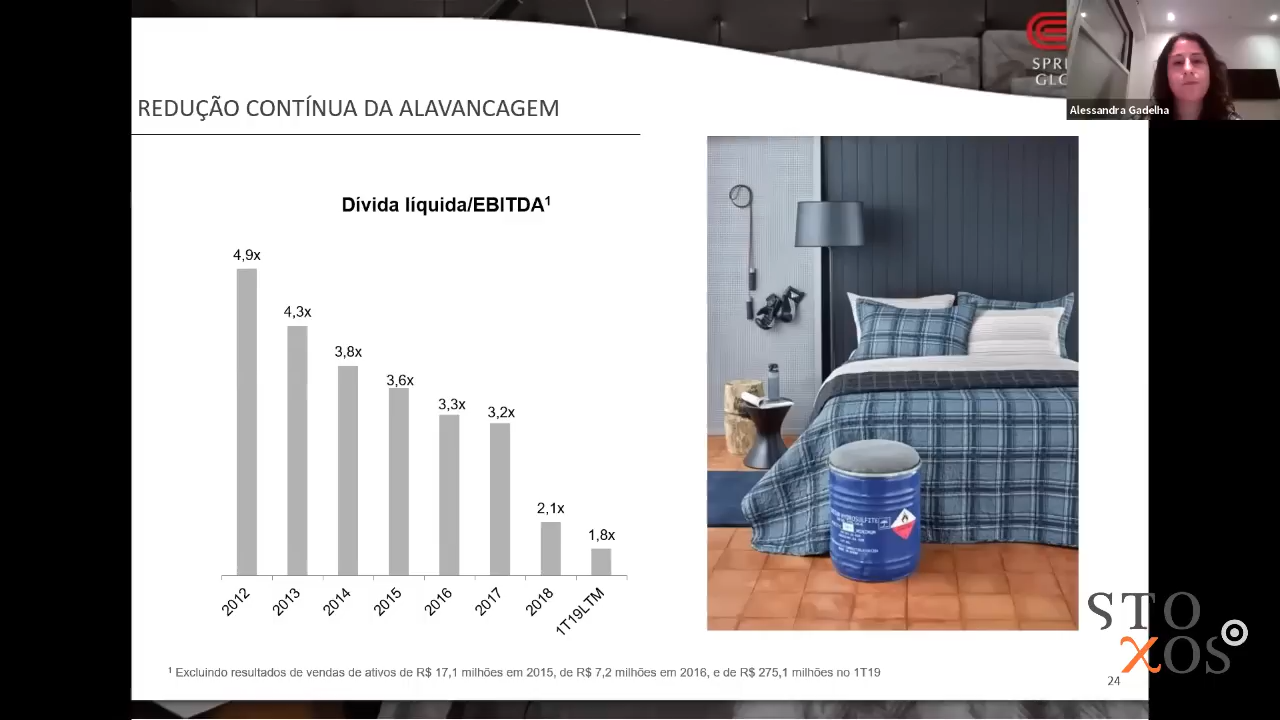 SPRI
GLO
Alessandra Gadelha
REDUÇÃO CONTÍNUA DA ALAVANCAGEM
Dívida líquida/EBITDA¹
4,9x
4,3x
3,8x
3,6x
3,3x
3,2x
2,1x
1,8x
2012
2013
2014
2015
2016
2017
2018
1T19LTM
¹ Excluindo resultados de vendas de ativos de R$ 17,1 milhões em 2015, de R$ 7,2 milhões em 2016, e de R$ 275,1 milhões no 1T19
STO
XOS
24